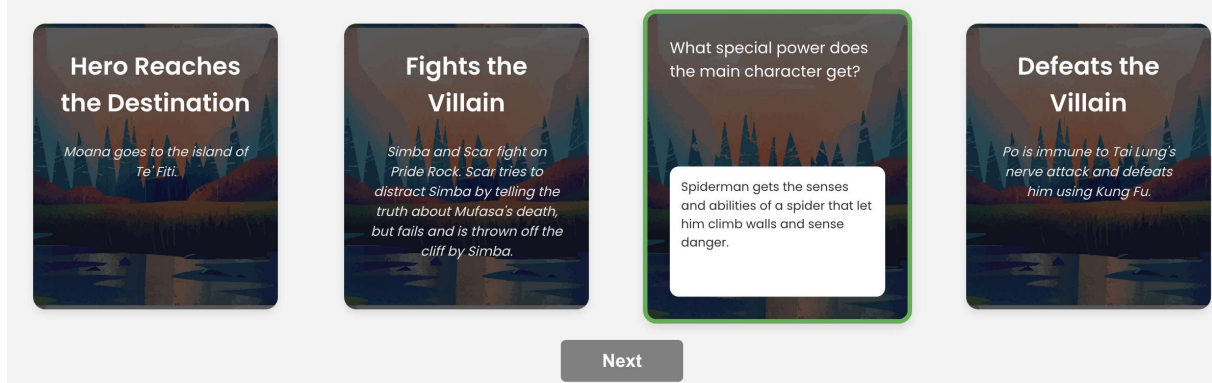 Hero Reaches
the Destination
Moana goes to the island of
Te' Fiti.
Fights the
Villain
Simba and Scar fight on
Pride Rock. Scar tries to
distract Simba by telling the
truth about Mufasa's death,
but fails and is thrown off the
cliff by Simba.
What special power does
the main character get?
Spiderman gets the senses
and abilities of a spider that let
him climb walls and sense
danger.
Defeats the
Villain
Po is immune to Tai Lung's
nerve attack and defeats
him using Kung Fu.
Next